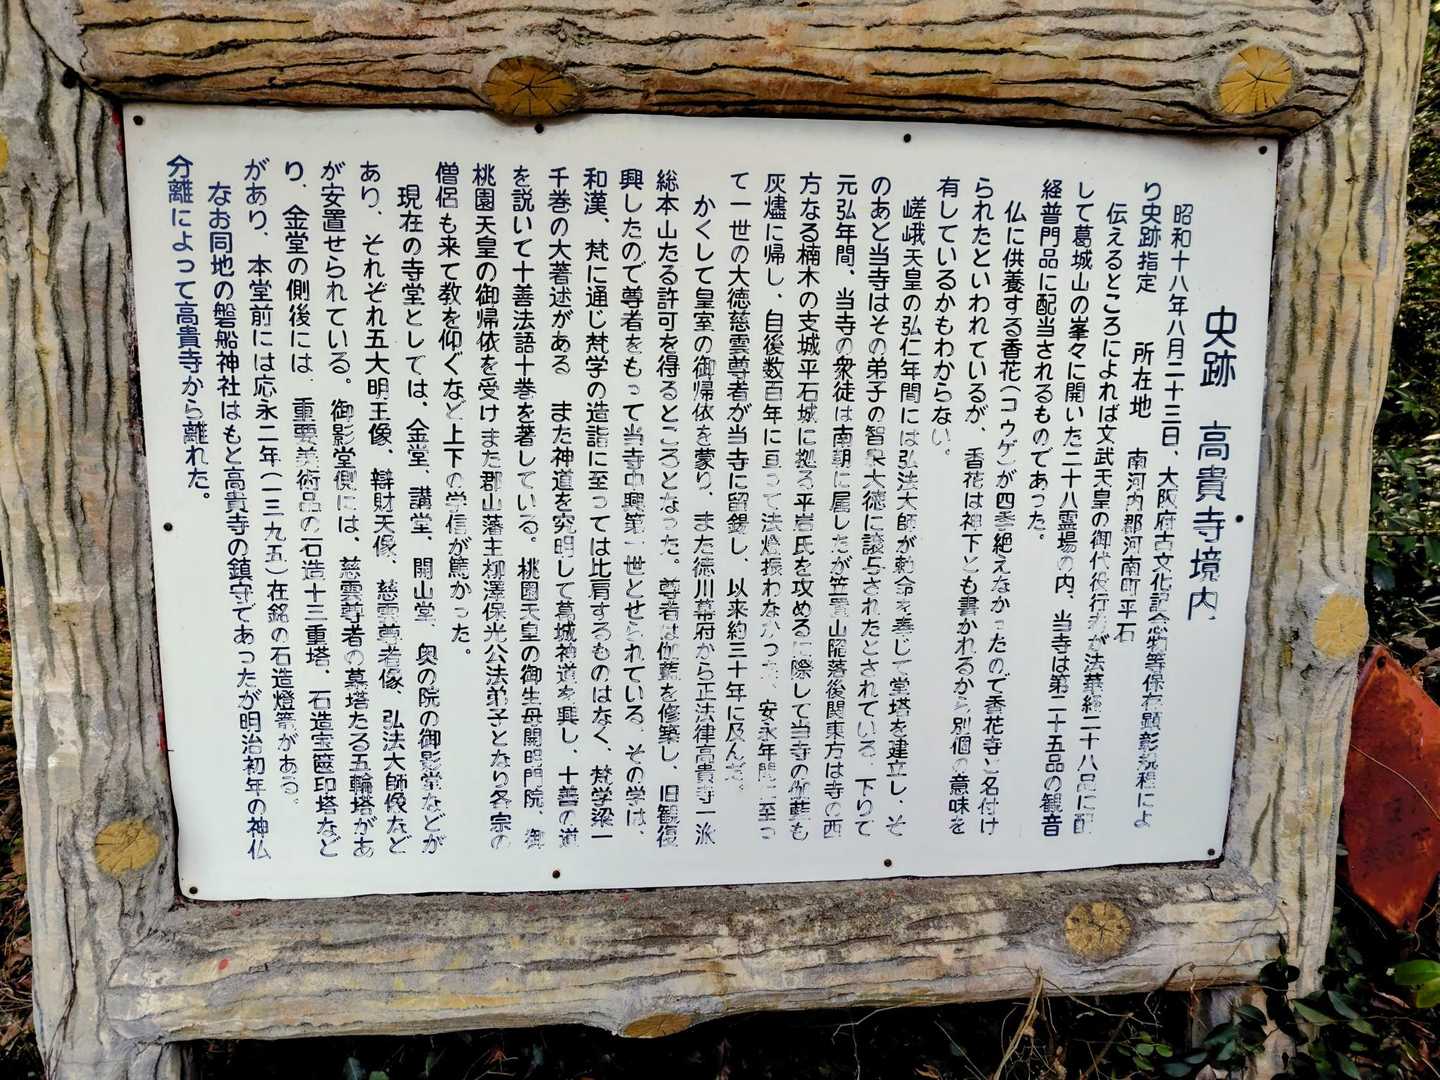 史跡 高貴寺境内
昭和十八年八月二十三日、大阪府古文化記念物等保存顕彰規程によ
り史跡指定 所在地 南河内郡河南町平石
伝えるところによれば文武天皇の御代役行者が法華経二十八品に配
して葛城山の峯々に開いた二十八霊場の内、当寺は第二十五品の観音
経普門品に配当されるものであった。
仏に供養する香花(コウゲ)が四季絶えなかったので香花寺と名付け
られたといわれているが、香花は神下とも書かれるから別個の意味を
有しているかもわからない。
嵯峨天皇の弘仁年間には弘法大師が勅命を奉じて堂塔を建立し、そ
のあと当寺はその弟子の智泉大徳に譲与されたとされている。下りて
元弘年間、当寺の衆徒は南朝に属したが笠置山陥落後関東方は寺の西
方なる楠木の支城平石城に拠る平岩氏を攻めるに際して当寺の伽藍も
灰燼に帰し、自後数百年に亘って法燈振わなかった、安永年間に至っ
て一世の大徳慈雲尊者が当寺に留錫し、以来約三十年に及んだ。
かくして皇室の御帰依を蒙り、また徳川幕府から正法律高貴寺一派
総本山たる許可を得るところとなった。尊者は伽藍を修築し、旧観復
興したので尊者をもって当寺中興第一世とせられている。その学は、
和漢、梵に通じ梵学の造詣に至っては比肩するものはなく、梵学梁一
千巻の大著述がある また神道を究明して葛城神道を興し、十善の道
を説いて十善法語十巻を著している。桃園天皇の御生母開明門院、御
桃園天皇の御帰依を受けまた郡山藩主柳澤保光公法弟子となり各宗の
僧侶も来て教を仰ぐなど上下の学信が篤かった。
現在の寺堂としては、金堂、講堂、開山堂、奥の院の御影堂などが
あり、それぞれ五大明王像、辯財天像、慈雲尊者像、弘法大師像など
が安置せられている。御影堂側には、慈雲尊者の墓塔たる五輪塔があ
り、金堂の側後には、重要美術品の石造十三重塔、石造宝篋印塔など
があり、本堂前には応永二年(一三九五)在銘の石造燈篭がある。
なお同地の磐船神社はもと高貴寺の鎮守であったが明治初年の神仏
分離によって高貴寺から離れた。